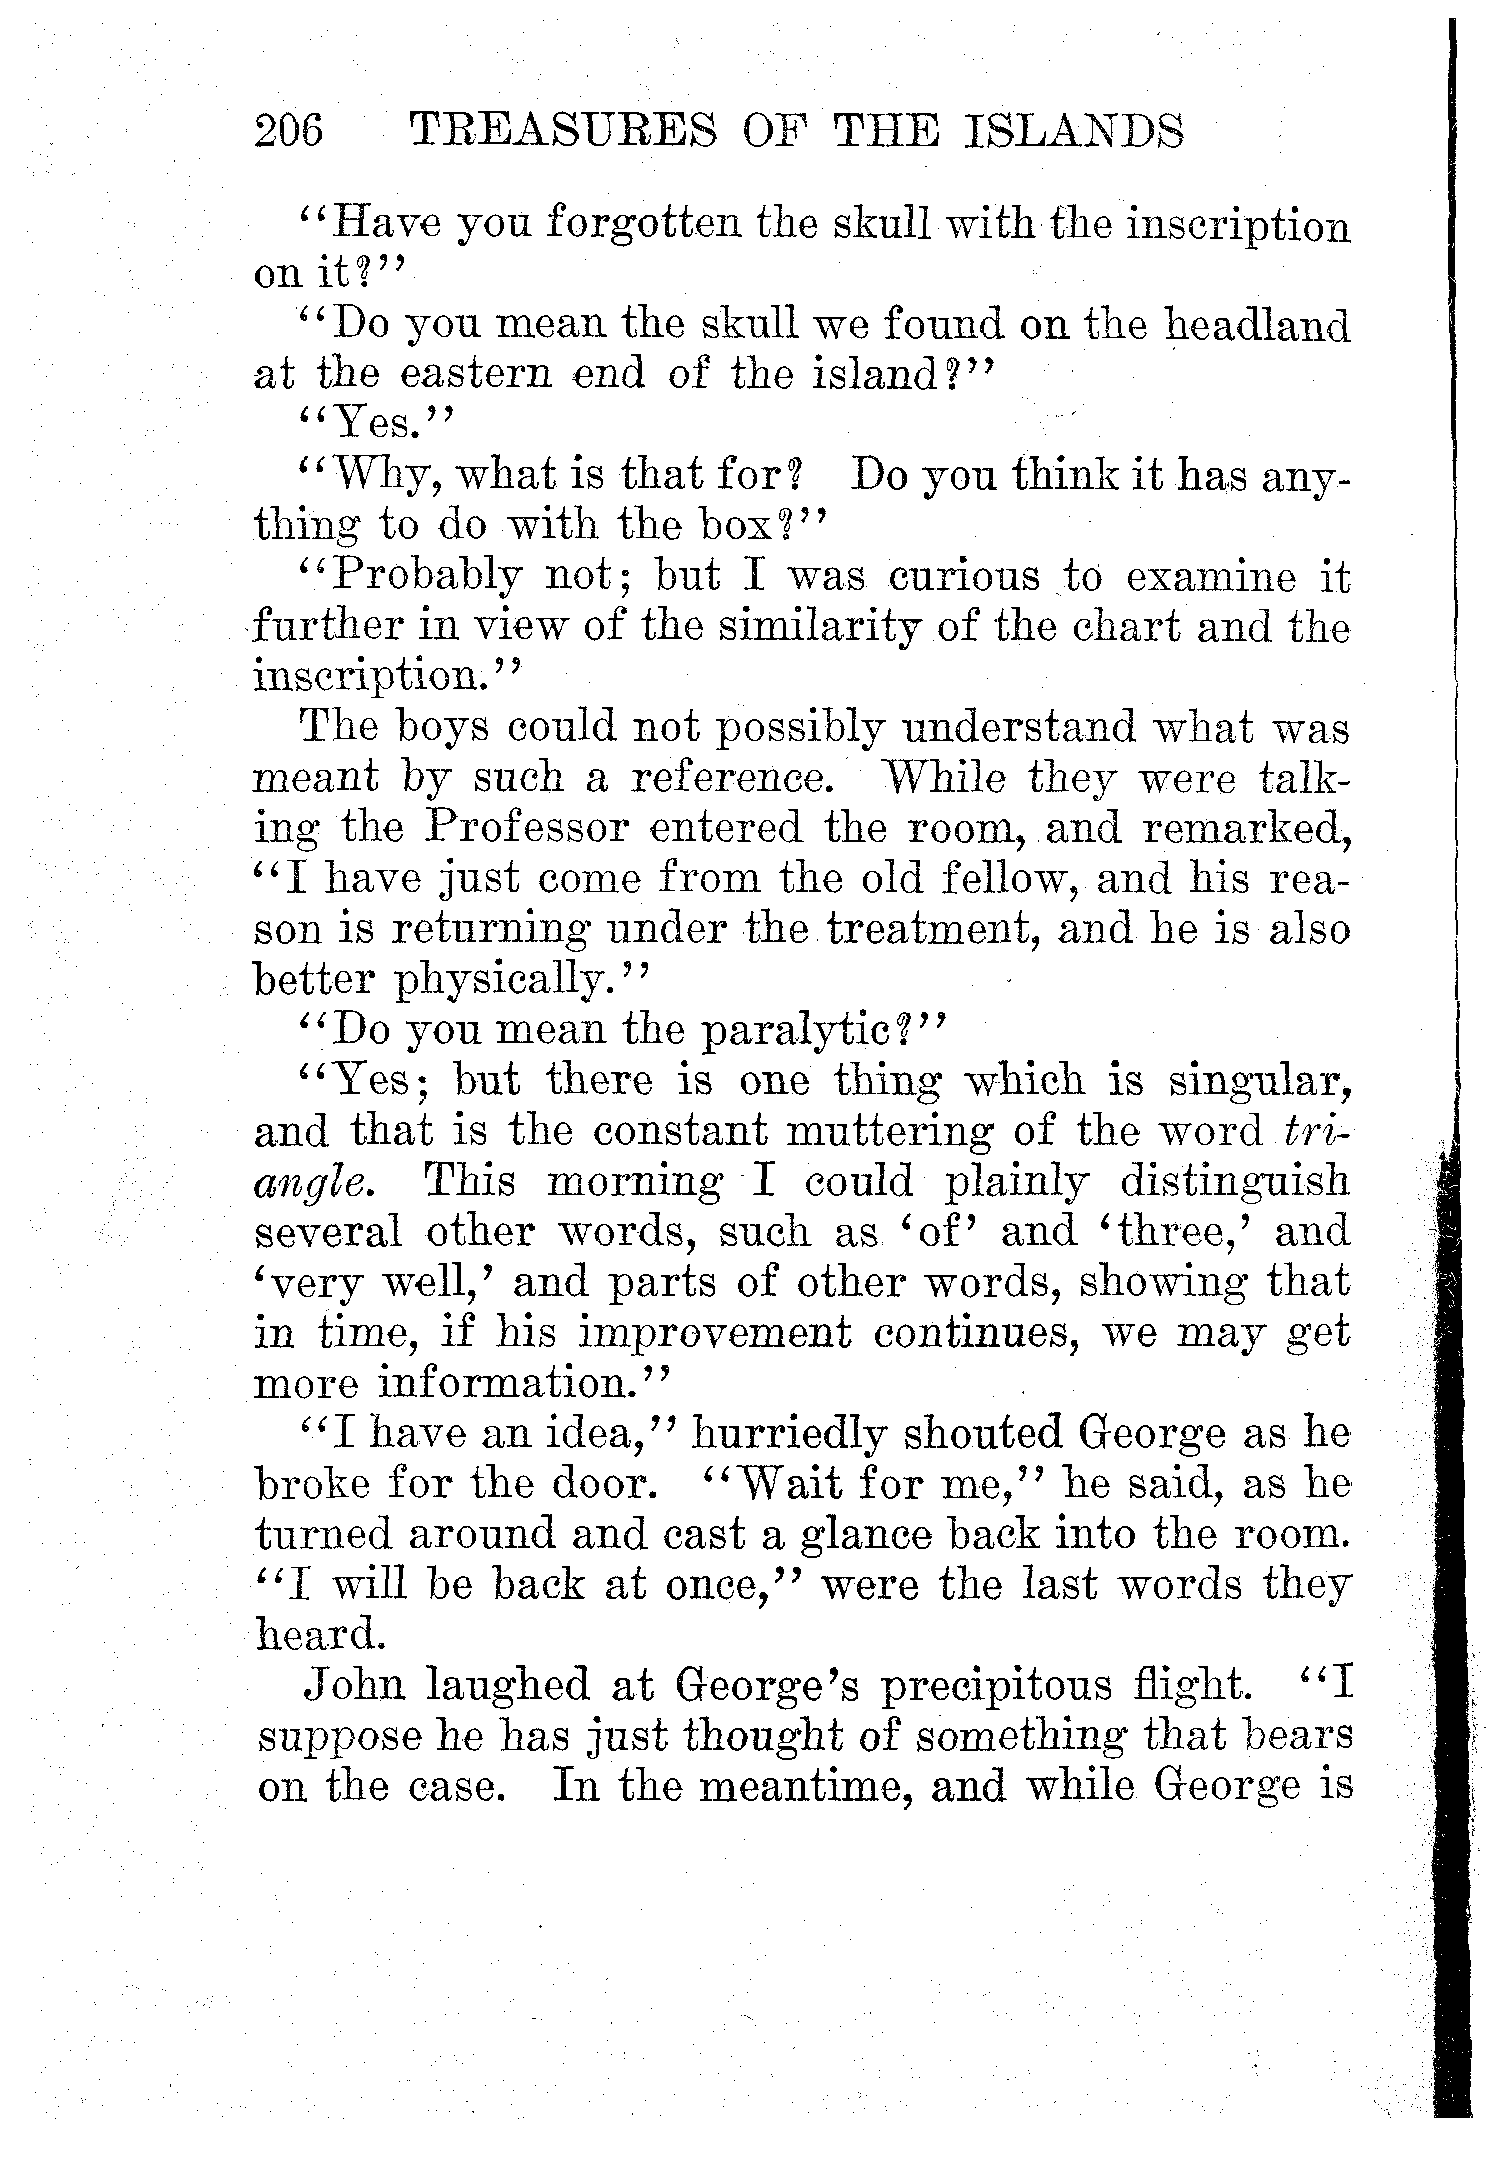 206 TREASURES OF THE ISLANDS
"Have you forgotten the skull with the inscription
on it?"
"Do you mean the skull we found on the headland
at the eastern end of the island?"
"Yes."
"Why, what is that for? Do you think it has any-
thing to do with the box?"
"Probably not; but I was curious to examine it
further in view of the similarity of the chart and the
inscription."
The boys could not possibly understand what was
meant by such a reference. While they were talk-
ing the Professor entered the room, and remarked,
"I have just come from the old fellow, and his rea-
son is returning under the treatment, and he is also
better physically."
"Do you mean the paralytic?"
"Yes; but there is one thing which is singular,
and that is the constant muttering of the word tri-
angle. This morning I could plainly distinguish
several other words, such as 'of' and 'three,' and
'very well,' and parts of other words, showing that
in time, if his improvement continues, we may get
more information."
"I have an idea," hurriedly shouted George as he
broke for the door. "Wait for me," he said, as he
turned around and cast a glance back into the room.
"I will be back at once," were the last words they
heard.
John laughed at George's precipitous flight. "I
suppose he has just thought of something that bears
on the case. In the meantime, and while George is